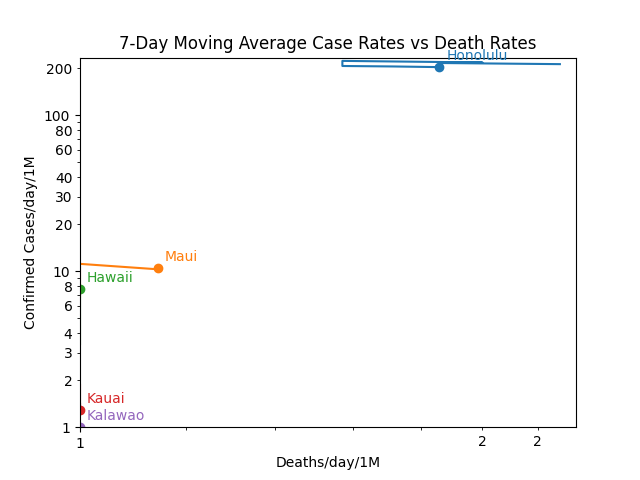 7-Day Moving Average Case Rates vs Death Rates
Honolulu
200
100
80
60
40
30
20
Maui
10
Hawaii
8
6
4
3
2
Kauai
Kalawao
1
1
2
2
Confirmed Cases/day/1M
Deaths/day/1M